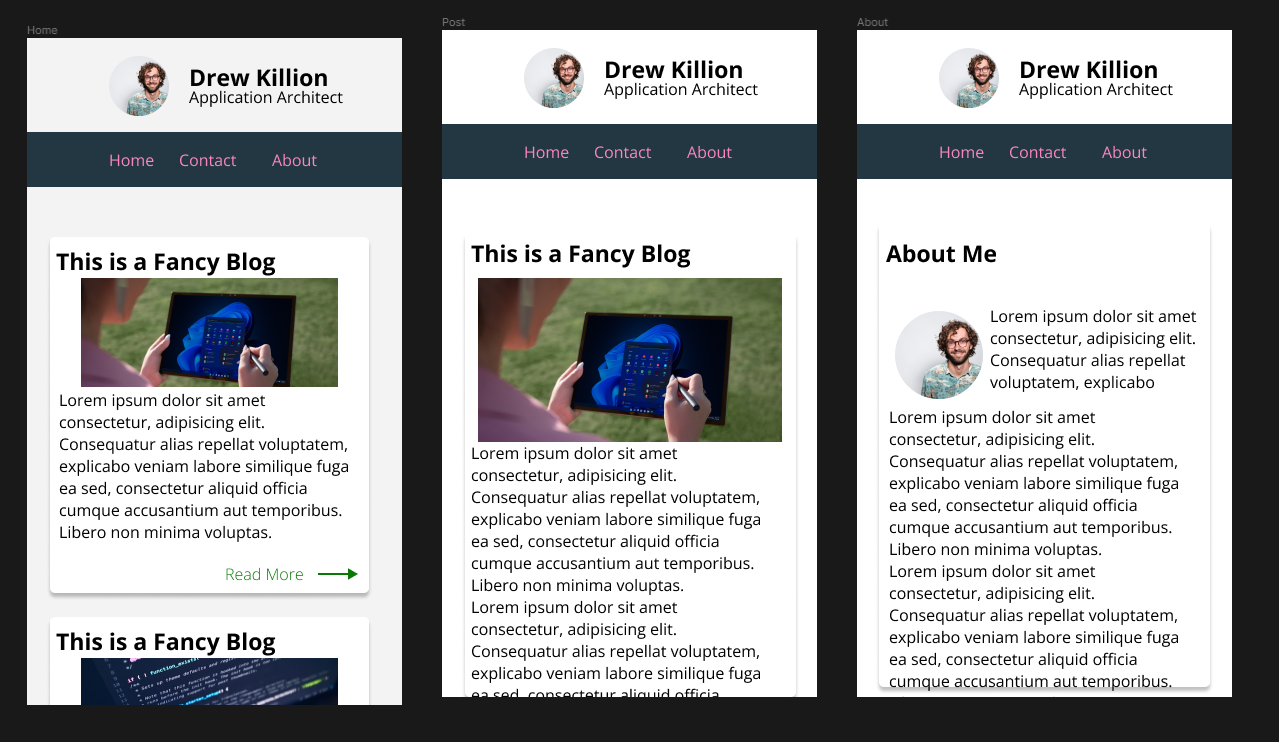 Home
Drew Killion
Application Architect
Home Contact About
This is a Fancy Blog
Lorem ipsum dolor sit amet
consectetur, adipisicing elit.
Consequatur alias repellat voluptatem,
explicabo veniam labore similique fuga
ea sed, consectetur aliquid officia
cumque accusantium aut temporibus.
Libero non minima voluptas.
Read More
This is a Fancy Blog
Post
Drew Killion
Application Architect
Home Contact About
This is a Fancy Blog
Lorem ipsum dolor sit amet
consectetur, adipisicing elit.
Consequatur alias repellat voluptatem,
explicabo veniam labore similique fuga
ea sed, consectetur aliquid officia
cumque accusantium aut temporibus.
Libero non minima voluptas.
Lorem ipsum dolor sit amet
consectetur, adipisicing elit.
Consequatur alias repellat voluptatem,
explicabo veniam labore similique fuga
ea sed, consectetur aliquid officia
About
Drew Killion
Application Architect
Home Contact About
About Me
Lorem ipsum dolor sit amet
consectetur, adipisicing elit.
Consequatur alias repellat
voluptatem, explicabo
Lorem ipsum dolor sit amet
consectetur, adipisicing elit.
Consequatur alias repellat voluptatem,
explicabo veniam labore similique fuga
ea sed, consectetur aliquid officia
cumque accusantium aut temporibus.
Libero non minima voluptas.
Lorem ipsum dolor sit amet
consectetur, adipisicing elit.
Consequatur alias repellat voluptatem,
explicabo veniam labore similique fuga
ea sed, consectetur aliquid officia
cumque accusantium aut temporibus.